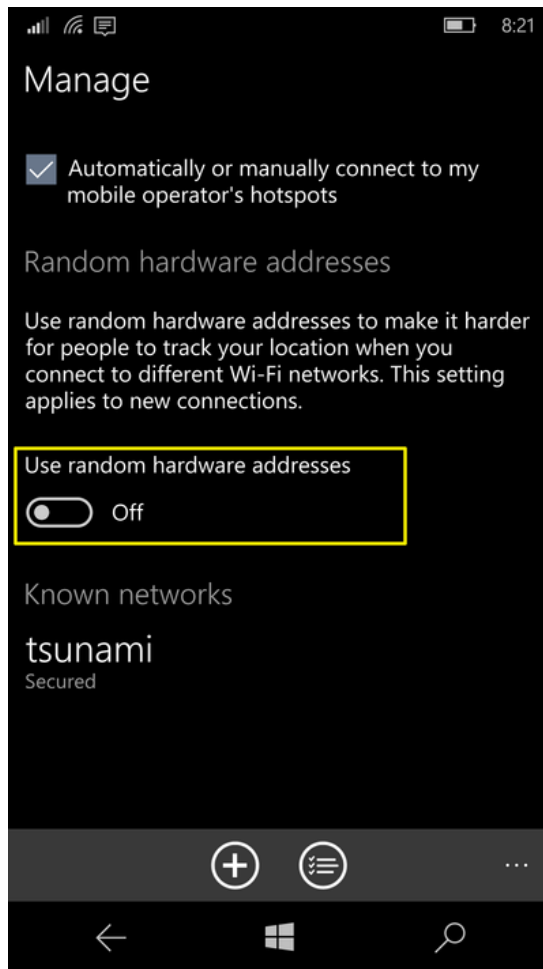 8:21
Manage
Automatically or manually connect to my
mobile operator's hotspots
Random hardware addresses
Use random hardware addresses to make it harder
for people to track your location when you
connect to different Wi-Fi networks. This setting
applies to new connections.
Use random hardware addresses
Off
Known networks
tsunami
Secured
...